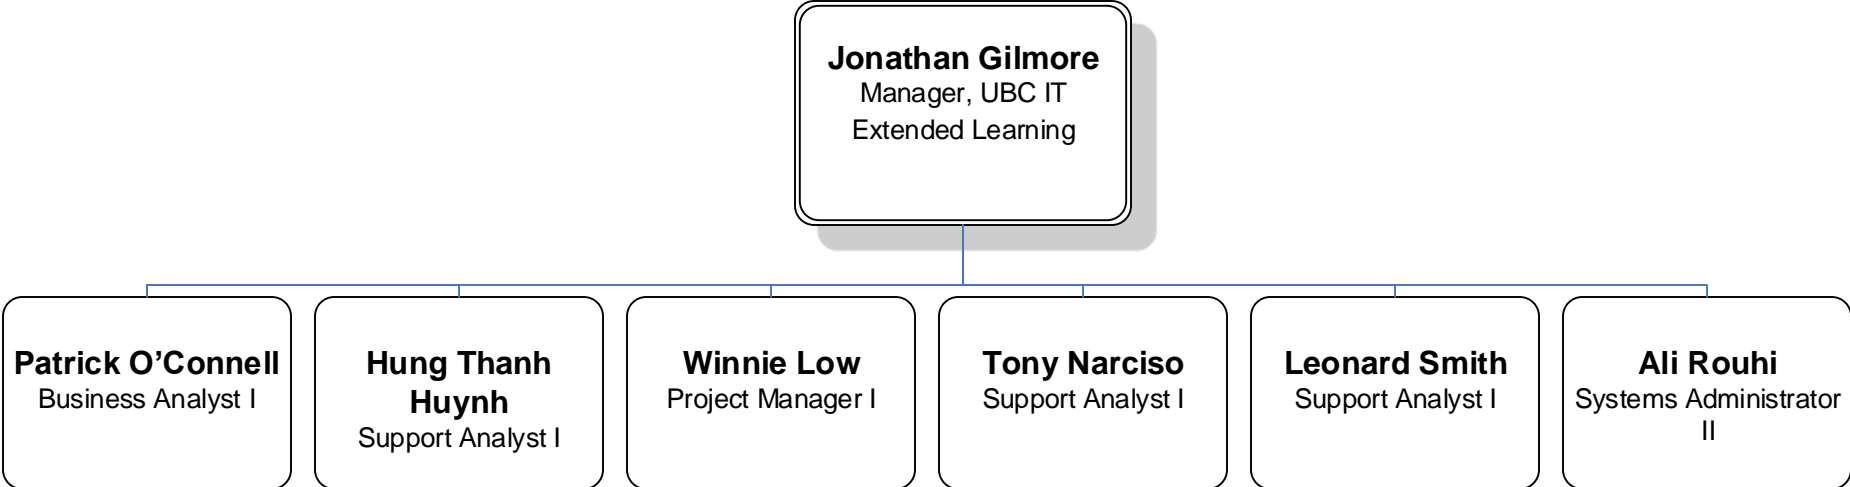 Jonathan Gilmore
Manager, UBC IT
Extended Learning
Patrick O’Connell
Business Analyst I
Hung Thanh
Huynh
Support Analyst I
Winnie Low
Project Manager I
Tony Narciso
Support Analyst I
Leonard Smith
Support Analyst I
Ali Rouhi
Systems Administrator
II